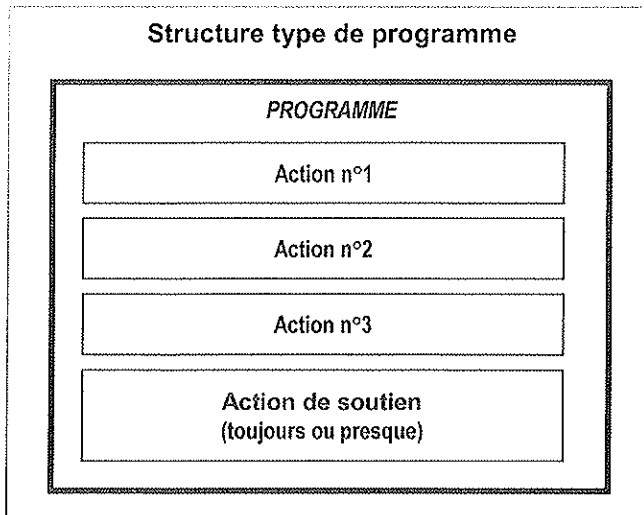 Structure type de programme
PROGRAMME
Action n°1
Action n°2
Action n°3
Action de soutien
(toujours ou presque)